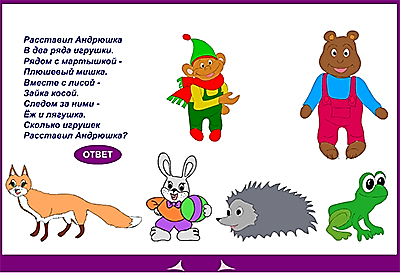 Расставил Андрюшка
В два ряда игрушки.
Рядом с мартышкой -
Плюшевый мишка.
Вместе с лисой -
Зайка косой.
Следом за ними -
Ёж и лягушка.
Сколько игрушек
Расставил Андрюшка?
ОТВЕТ